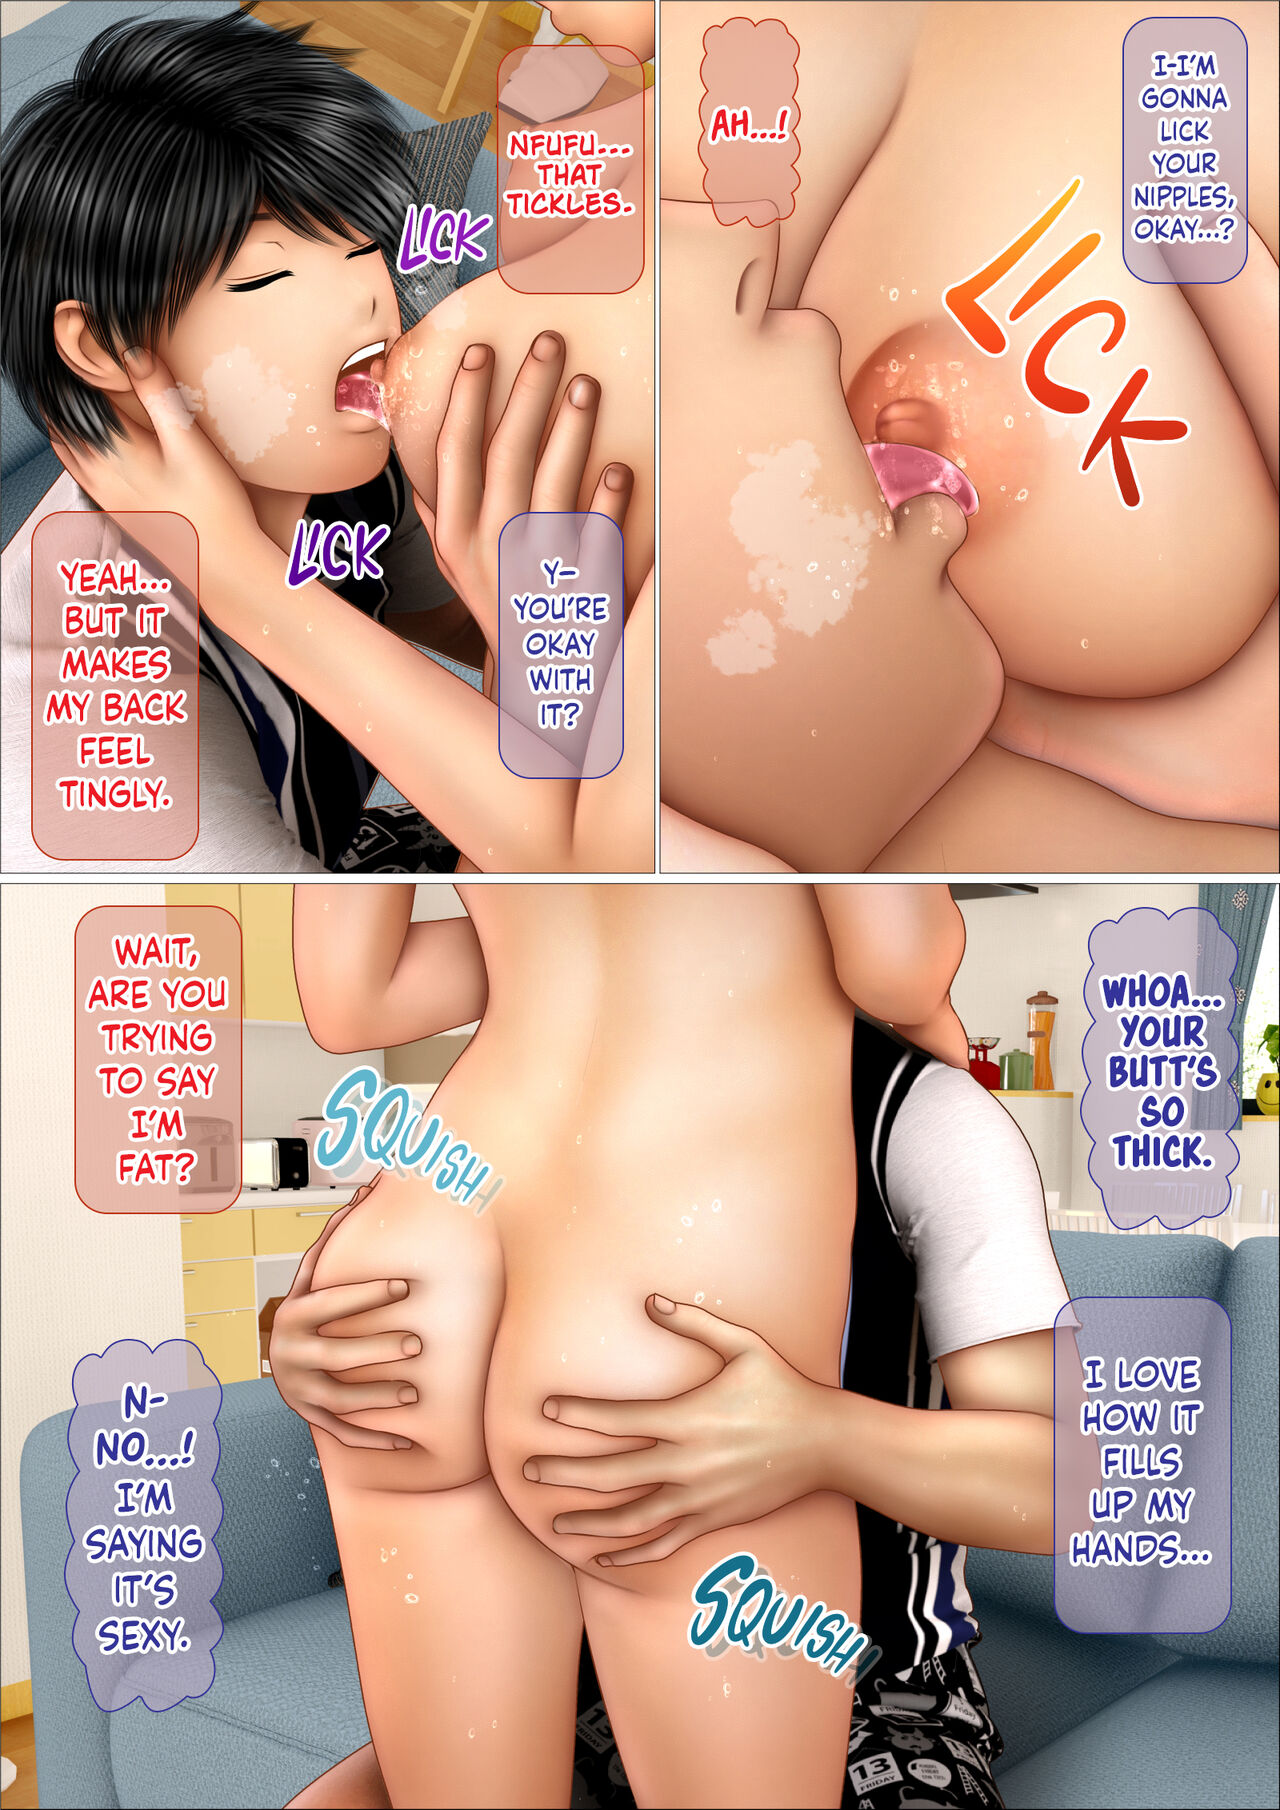 I-I'M
GONNA
LICK
YOUR
NIPPLES,
OKAY...?
AH...!
LICK
NFUFU...
THAT
TICKLES.
LICK
Y-
YOU'RE
OKAY
WITH
IT?
LICK
YEAH...
BUT IT
MAKES
MY BACK
FEEL
TINGLY.
WHOA...
YOUR
BUTT'S
SO
THICK.
WAIT,
ARE YOU
TRYING
TO SAY
I'M
FAT?
SQUISH
I LOVE
HOW IT
FILLS
UP MY
HANDS...
N-
NO...!
I'M
SAYING
IT'S
SEXY.
SQUISH
Friday
13
13
FRIDAY